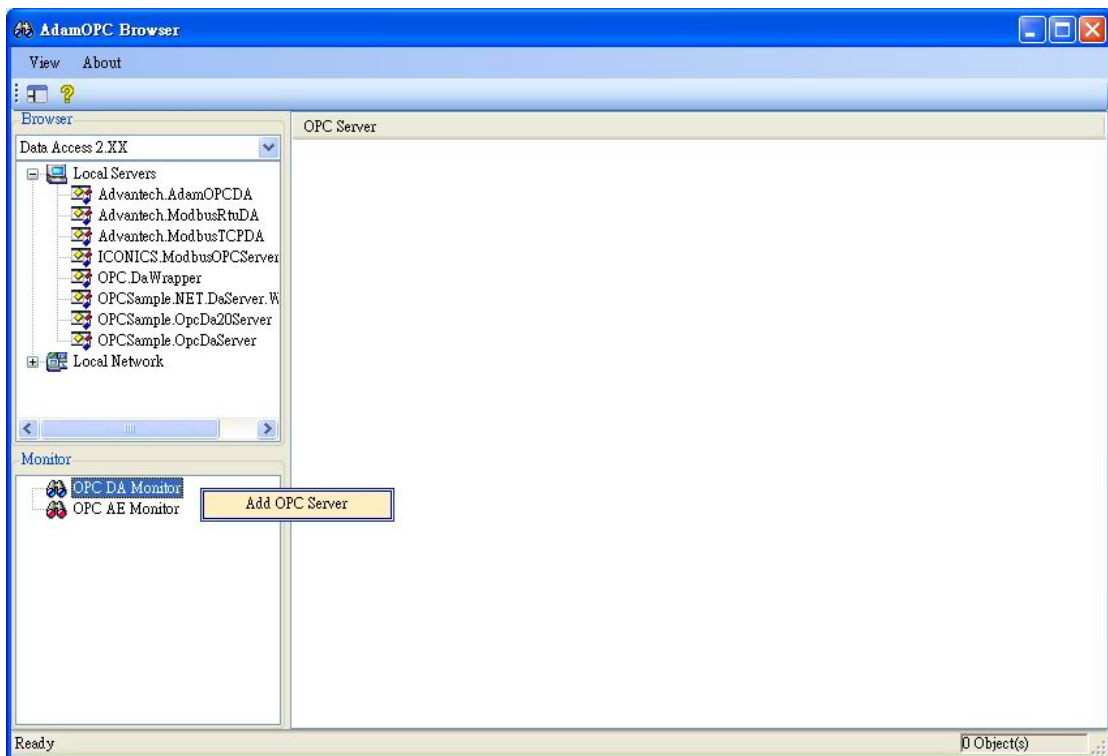 AdamOPC Browser
View About
Browser
Data Access 2.XX
Local Servers
Advantech.AdamOPCDA
Advantech.ModbusRtuDA
Advantech.ModbusTCPDA
ICONICS.ModbusOPCServer
OPC.DaWrapper
OPCSample.NET.DaServer.W
OPCSample.OpcDa20Server
OPCSample.OpcDaServer
Local Network
OPC Server
Monitor
OPC DA Monitor
OPC AE Monitor
Add OPC Server
Ready
0 Object(s)